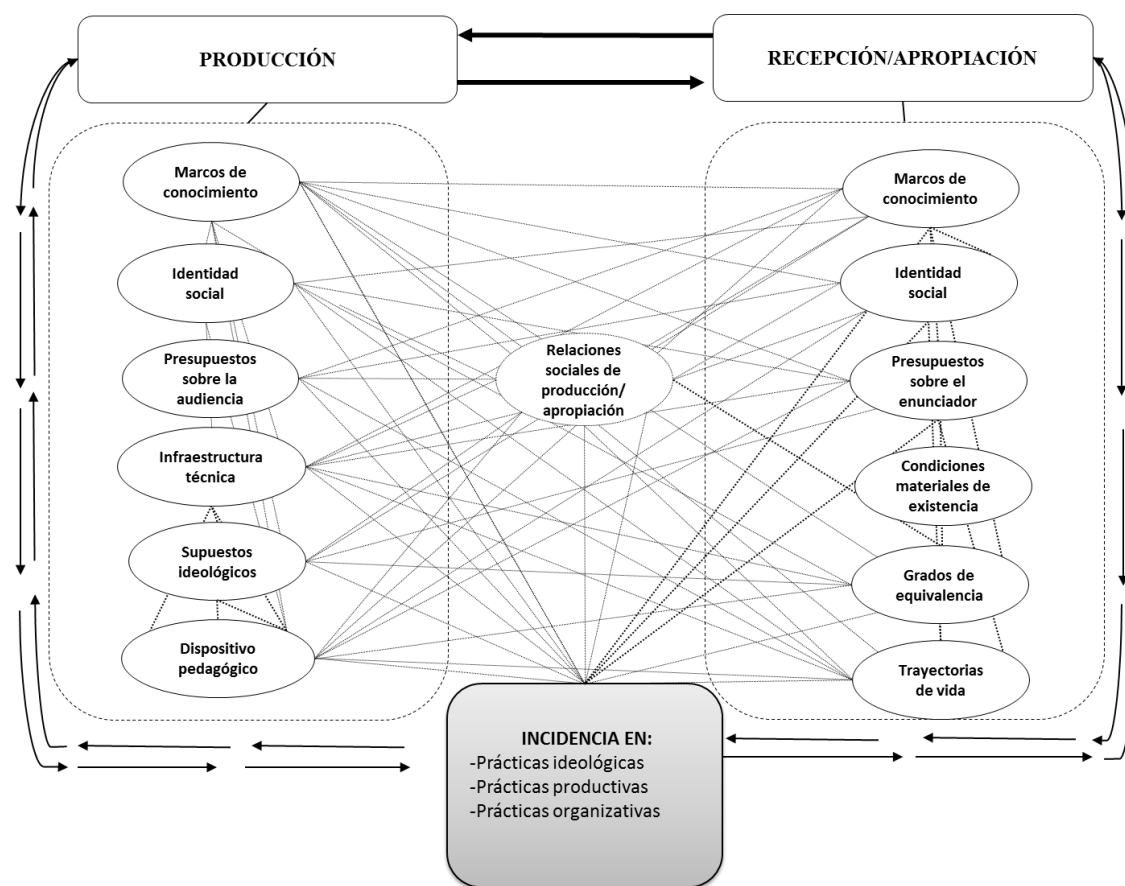 PRODUCCIÓN
RECEPCIÓN/APROPIACIÓN
Marcos de
conocimiento
Identidad
social
Presupuestos
sobre la
audiencia
Infraestructura
técnica
Supuestos
ideológicos
Dispositivo
pedagógico
Relaciones
sociales de
producción/
apropiación
Marcos de
conocimiento
Identidad
social
Presupuestos
sobre el
enunciador
Condiciones
materiales de
existencia
Grados de
equivalencia
Trayectorias
de vida
INCIDENCIA EN:
-Prácticas ideológicas
-Prácticas productivas
-Prácticas organizativas